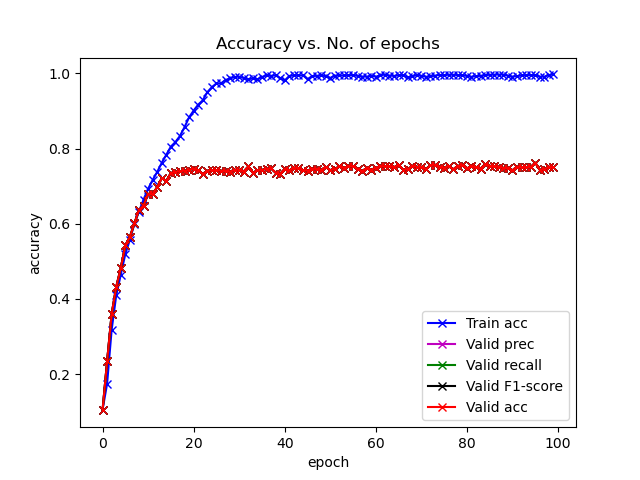 Accuracy vs. No. of epochs
accuracy
1.0
0.8
0.6
0.4
0.2
0 20 40 60 80 100
epoch
Train acc
Valid prec
Valid recall
Valid F1-score
Valid acc